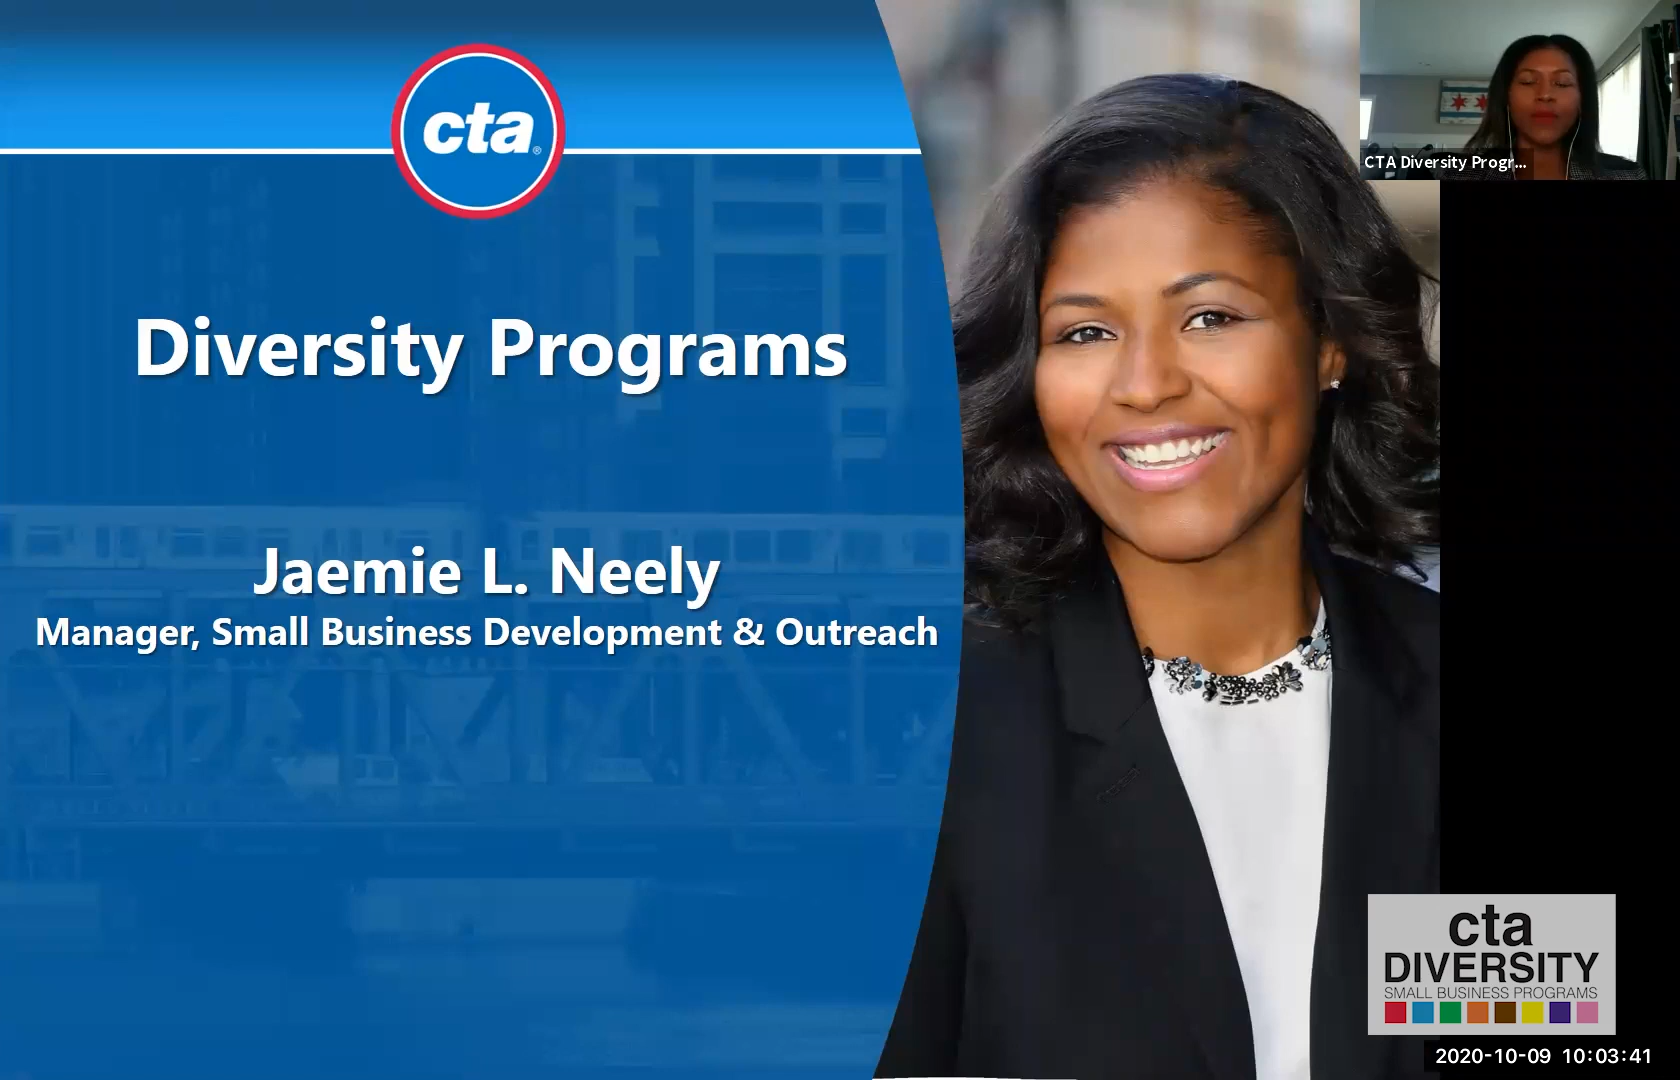 cta®
Diversity Programs
Jaemie L. Neely
Manager, Small Business Development & Outreach
CTA Diversity Progr...
cta
DIVERSITY
SMALL BUSINESS PROGRAMS
2020-10-09 10:03:41